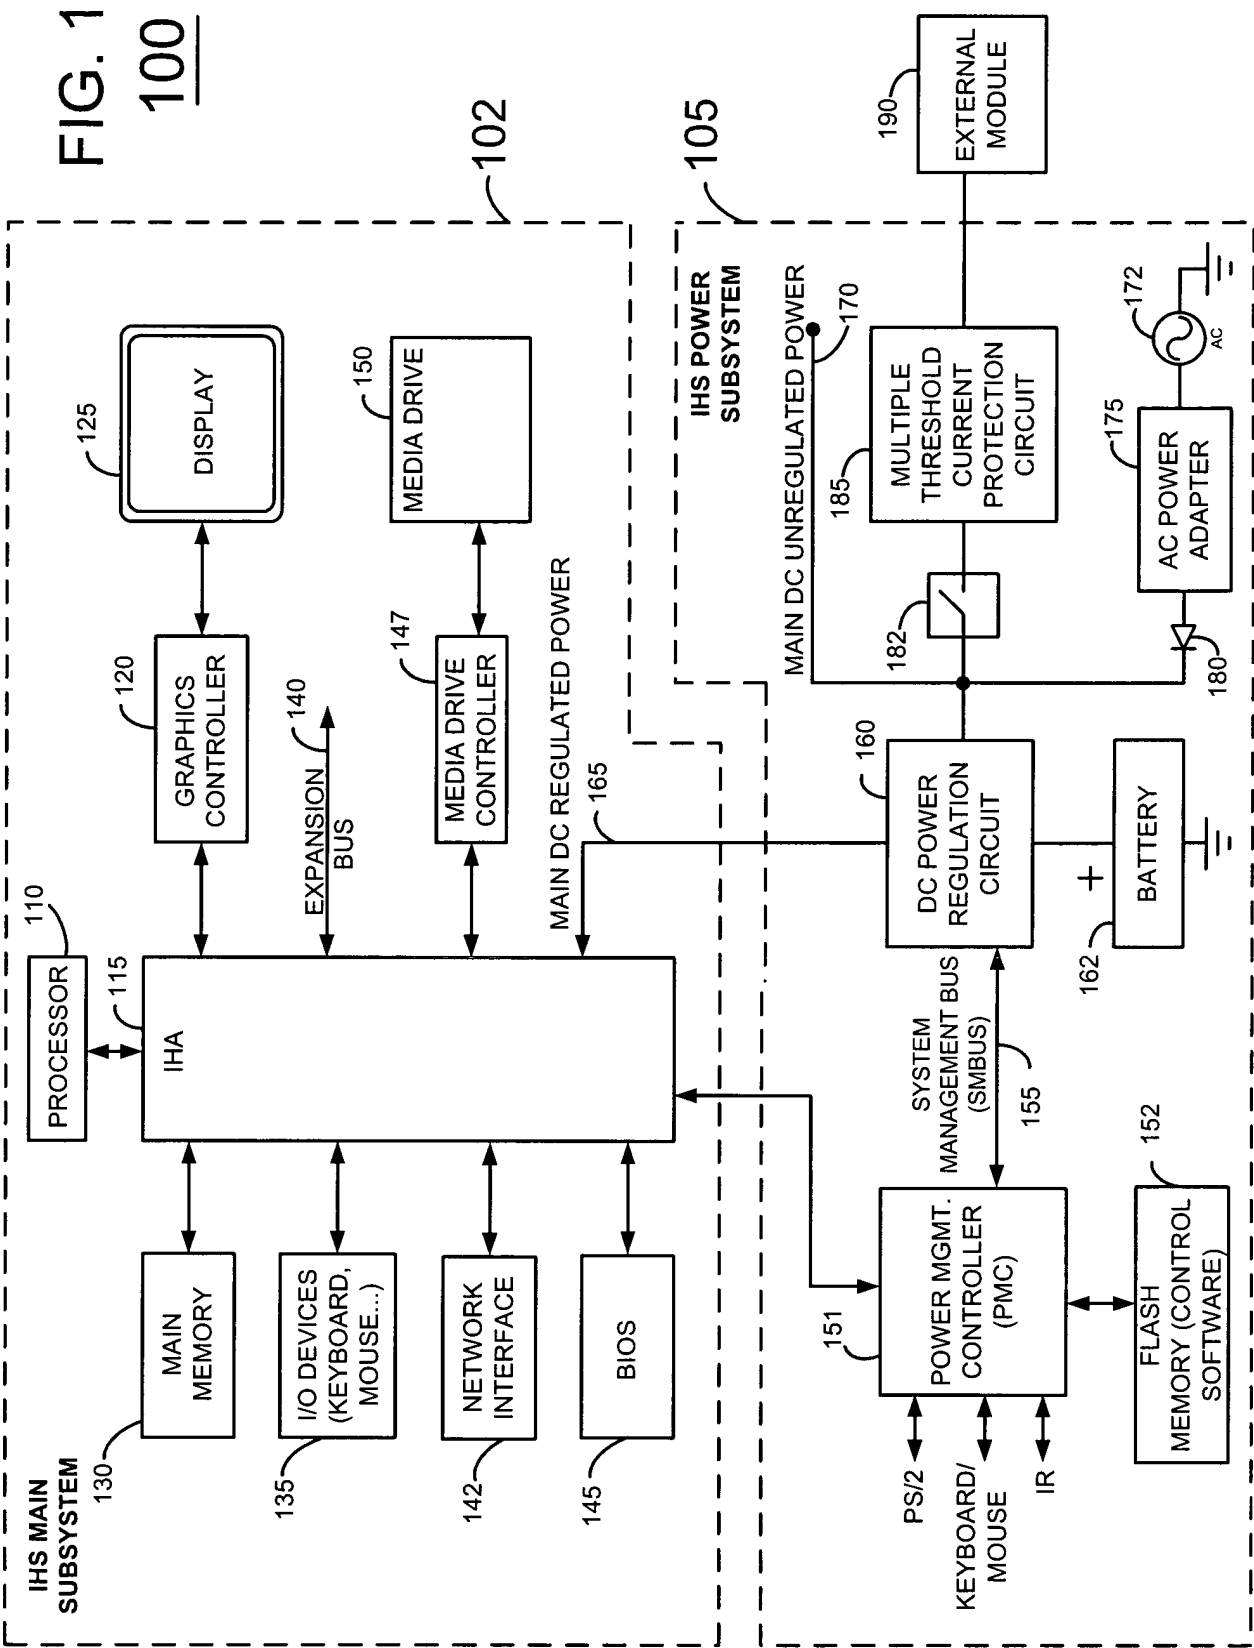 FIG. 1
100
IHS MAIN
SUBSYSTEM
102
PROCESSOR
110
IHA
115
MAIN
MEMORY
130
I/O DEVICES
(KEYBOARD,
MOUSE...)
135
NETWORK
INTERFACE
142
BIOS
145
GRAPHICS
CONTROLLER
120
DISPLAY
125
EXPANSION
BUS
140
MEDIA DRIVE
CONTROLLER
147
MEDIA DRIVE
150
MAIN DC REGULATED POWER
165
IHS POWER
SUBSYSTEM
105
POWER MGMT.
CONTROLLER
(PMC)
151
PS/2
KEYBOARD/
MOUSE
IR
FLASH
MEMORY (CONTROL
SOFTWARE)
152
SYSTEM
MANAGEMENT BUS
(SMBUS)
155
DC POWER
REGULATION
CIRCUIT
160
+
BATTERY
162
MAIN DC UNREGULATED POWER
170
182
MULTIPLE
THRESHOLD
CURRENT
PROTECTION
CIRCUIT
185
EXTERNAL
MODULE
190
180
AC POWER
ADAPTER
175
AC
172